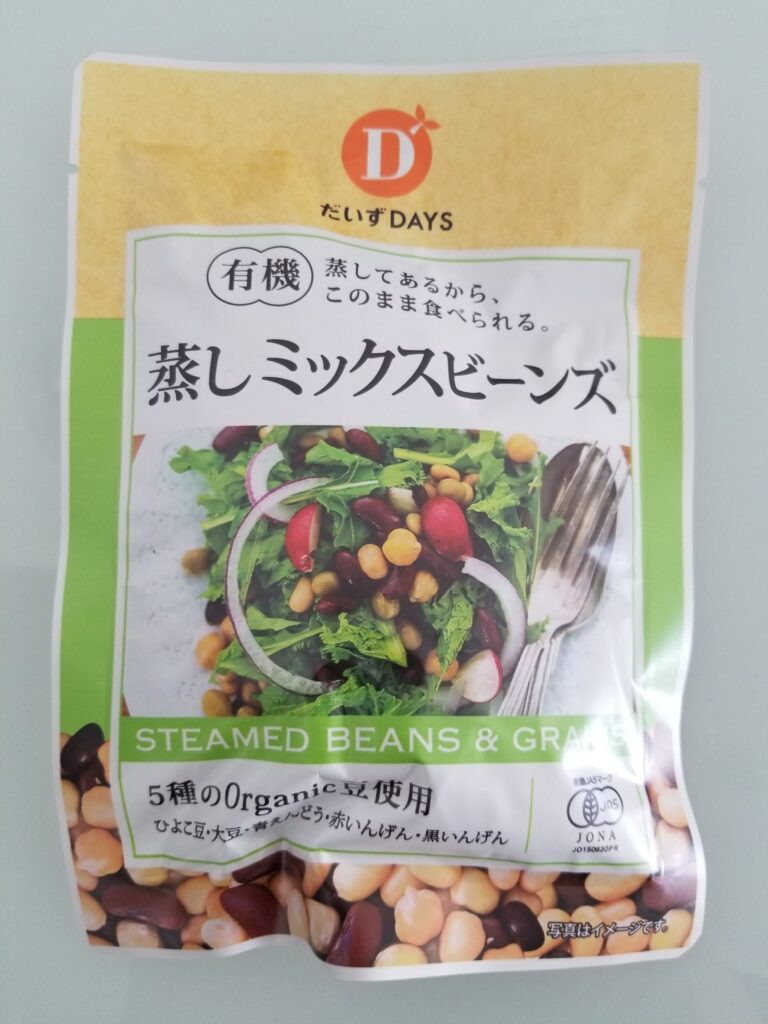 D
だいずDAYS
有機
蒸してあるから、
このまま食べられる。
蒸しミックスビーンズ
STEAMED BEANS & GRAINS
5種のOrganic豆使用
ひよこ豆・大豆・青えんどう・赤いんげん・黒いんげん
有機JASマーク
JAS
JONA
JO150630PR
写真はイメージです。